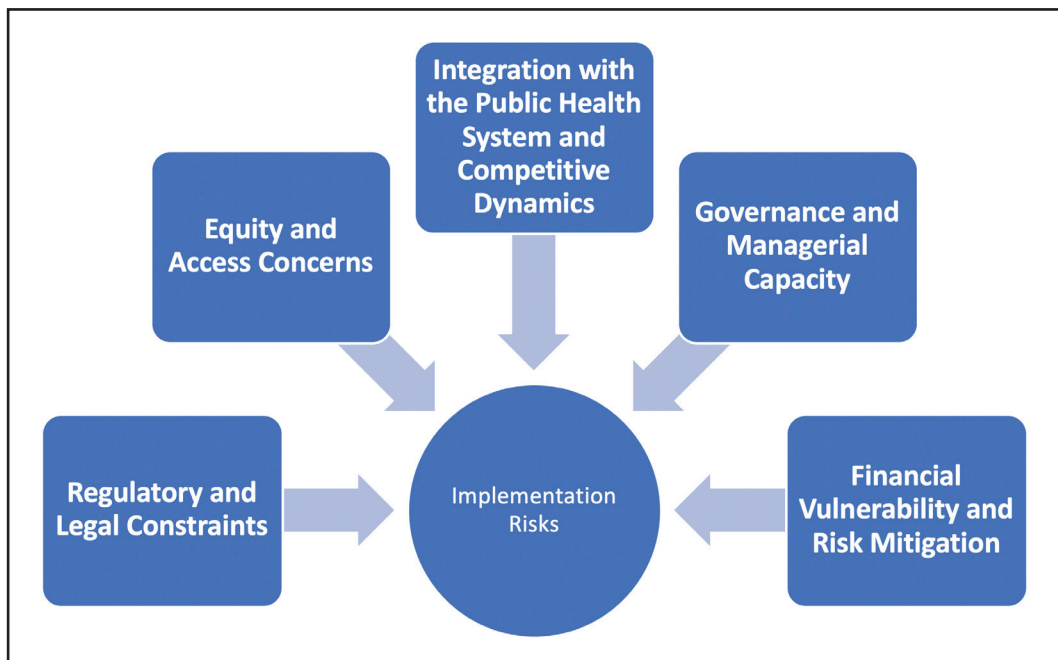 Integration with
the Public Health
System and
Competitive
Dynamics
Equity and
Access Concerns
Governance and
Managerial
Capacity
Regulatory and
Legal Constraints
Implementation
Risks
Financial
Vulnerability and
Risk Mitigation